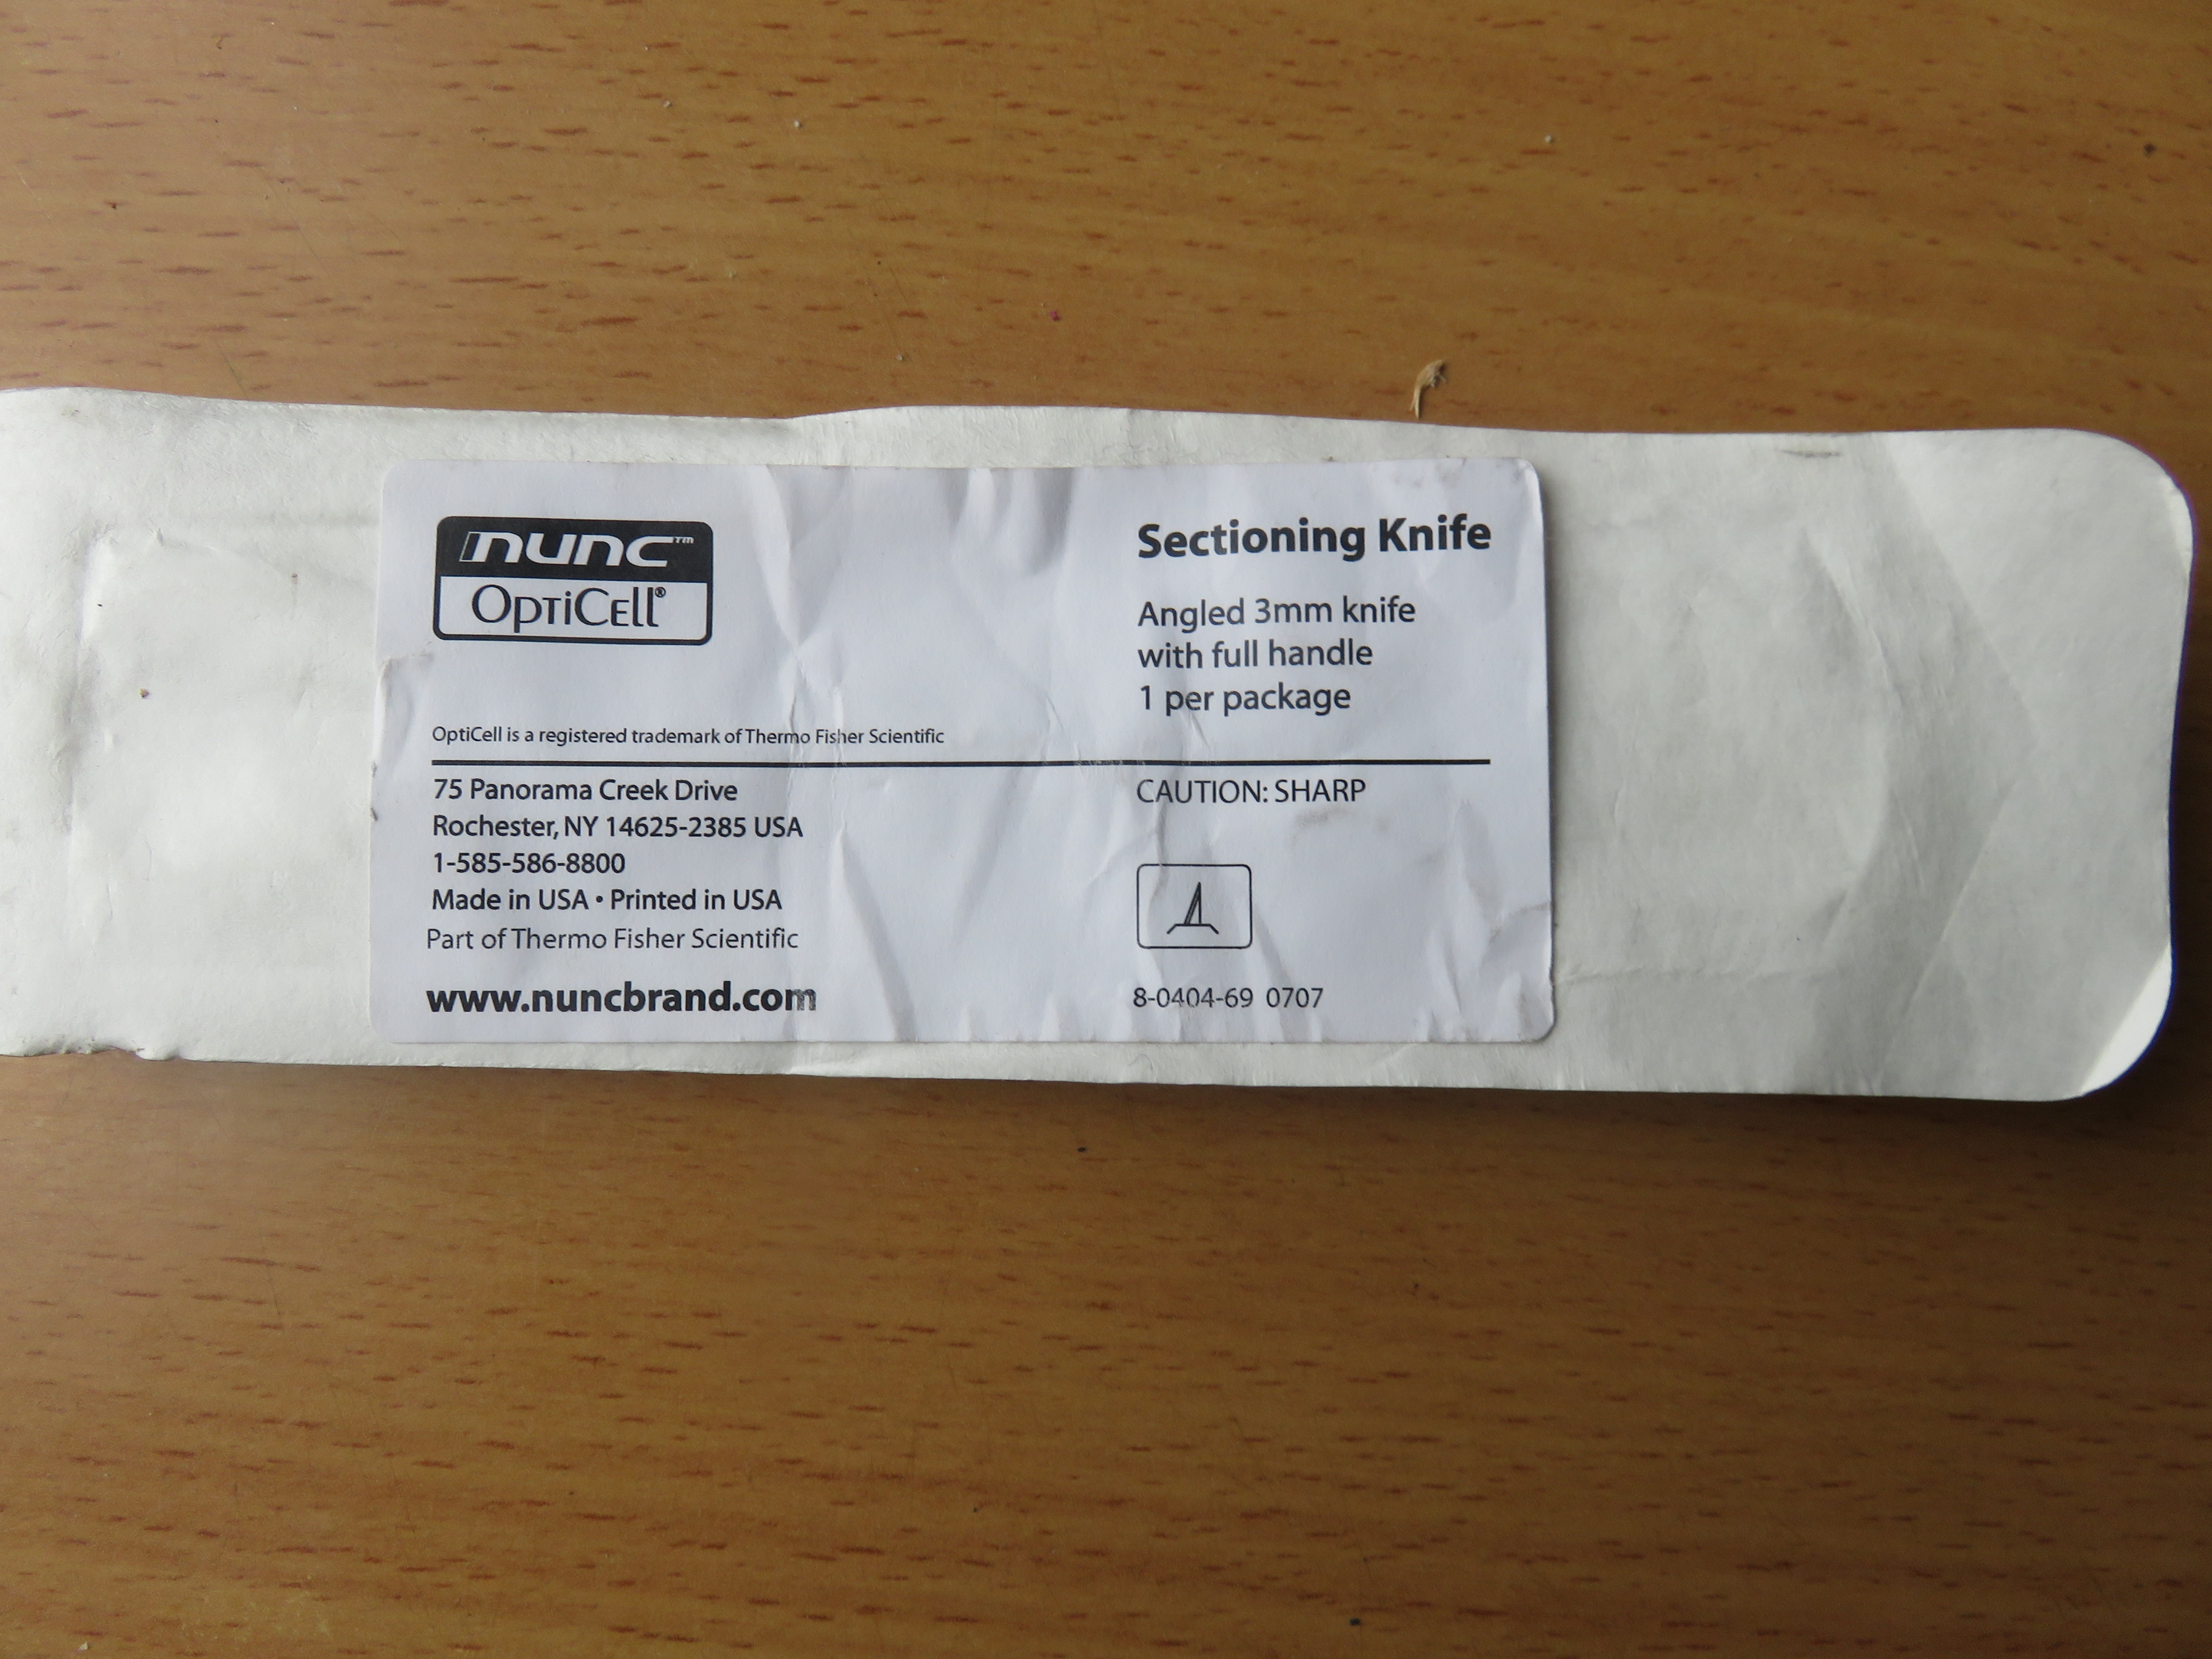 nunc™
OptiCell®
OptiCell is a registered trademark of Thermo Fisher Scientific
75 Panorama Creek Drive
Rochester, NY 14625-2385 USA
1-585-586-8800
Made in USA • Printed in USA
Part of Thermo Fisher Scientific
www.nuncbrand.com
Sectioning Knife
Angled 3mm knife
with full handle
1 per package
CAUTION: SHARP
8-0404-69 0707